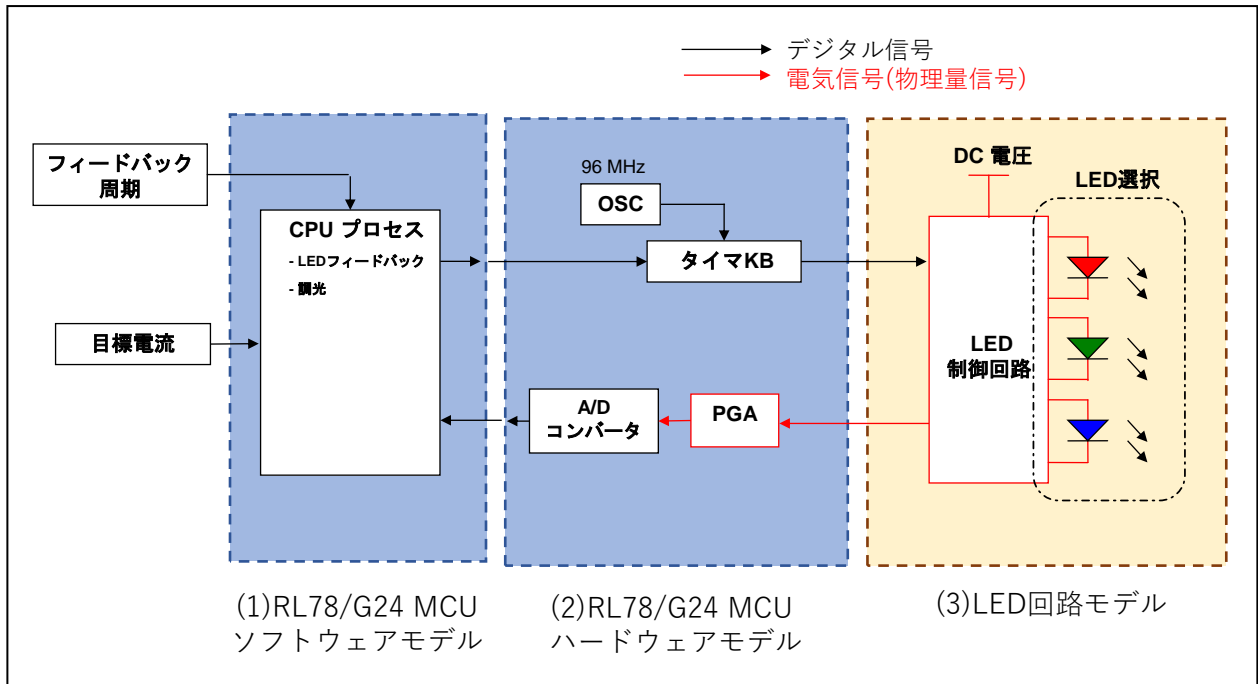 デジタル信号
電気信号(物理量信号)
フィードバック
周期
目標電流
CPU プロセス
- LEDフィードバック
- 調光
96 MHz
OSC
タイマKB
A/D
コンバータ
PGA
DC 電圧
LED選択
LED
制御回路
(1)RL78/G24 MCU
ソフトウェアモデル
(2)RL78/G24 MCU
ハードウェアモデル
(3)LED回路モデル